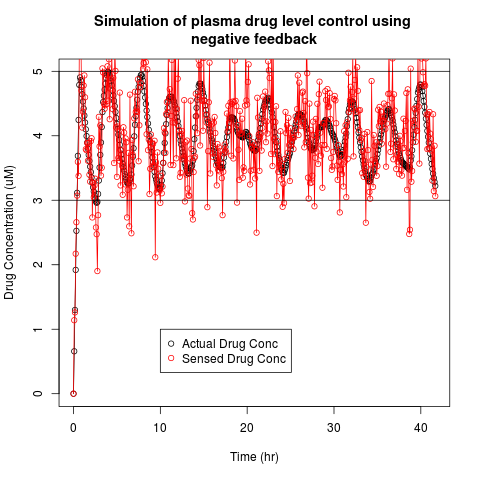 Simulation of plasma drug level control using
negative feedback
Drug Concentration (uM)
5
4
3
2
1
0
Actual Drug Conc
Sensed Drug Conc
0
10
20
30
40
Time (hr)